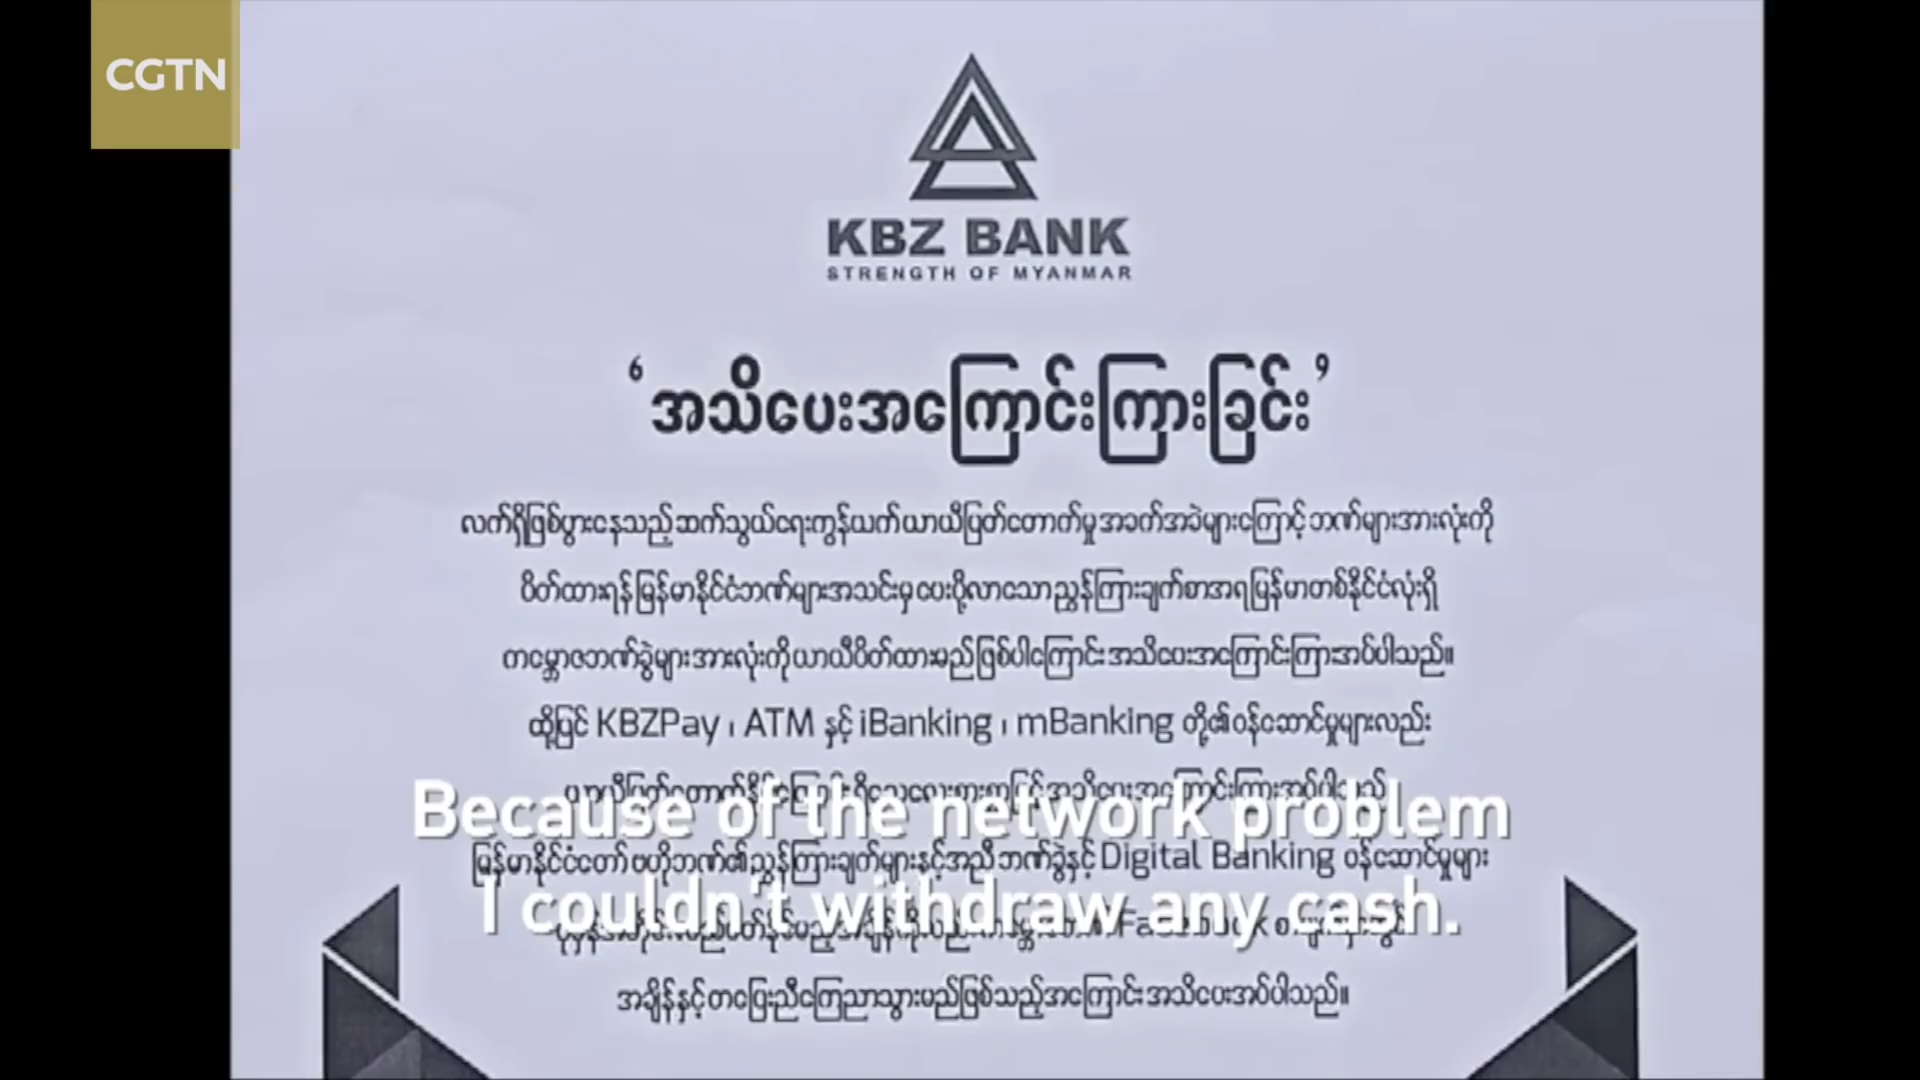 CGTN
KBZ BANK
STRENGTH OF MYANMAR
‘အသိပေးအကြောင်းကြားခြင်း’
လက်ရှိဖြစ်ပွားနေသည့်ဆက်သွယ်ရေးကွန်ယက်ယာယီပြတ်တောက်မှုအခက်အခဲများကြောင့်ဘဏ်များအားလုံးကို
ပိတ်ထားရန်မြန်မာနိုင်ငံဘဏ်များအသင်းမှပေးပို့လာသောညွှန်ကြားချက်စာအရမြန်မာတစ်နိုင်ငံလုံးရှိ
ကမ္ဘောဇဘဏ်ခွဲများအားလုံးကိုယာယီပိတ်ထားမည်ဖြစ်ပါကြောင်းအသိပေးအကြောင်းကြားအပ်ပါသည်။
ထို့ပြင် KBZPay ၊ ATM နှင့် iBanking ၊ mBanking တို့၏ဝန်ဆောင်မှုများလည်း
Because of the network problem
မြန်မာနိုင်ငံတော်ဗဟိုဘဏ်၏ညွှန်ကြားချက်များနှင့်အညီဘဏ်ခွဲနှင့် Digital Banking ဝန်ဆောင်မှုများ
I couldn't withdraw any cash.
အချိန်နှင့်တပြေးညီကြေညာသွားမည်ဖြစ်သည့်အကြောင်းအသိပေးအပ်ပါသည်။